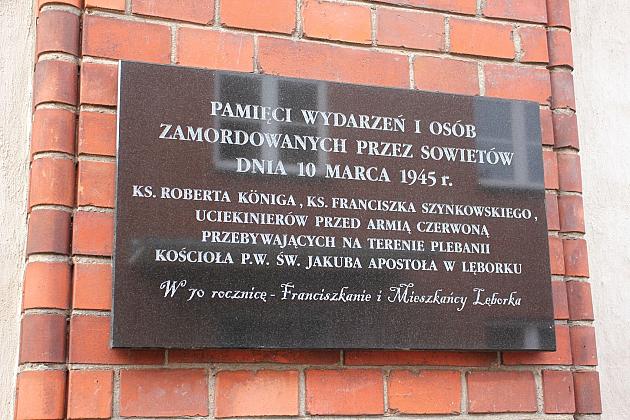 PAMIĘCI WYDARZEŃ I OSÓB
ZAMORDOWANYCH PRZEZ SOWIETÓW
DNIA 10 MARCA 1945 r.
KS. ROBERTA KÖNIGA, KS. FRANCISZKA SZYNKOWSKIEGO,
UCIEKINIERÓW PRZED ARMIĄ CZERWONĄ
PRZEBYWAJĄCYCH NA TERENIE PLEBANII
KOŚCIOŁA P.W. ŚW. JAKUBA APOSTOŁA W LĘBORKU
W 70 rocznicę - Franciszkanie i Mieszkańcy Lęborka